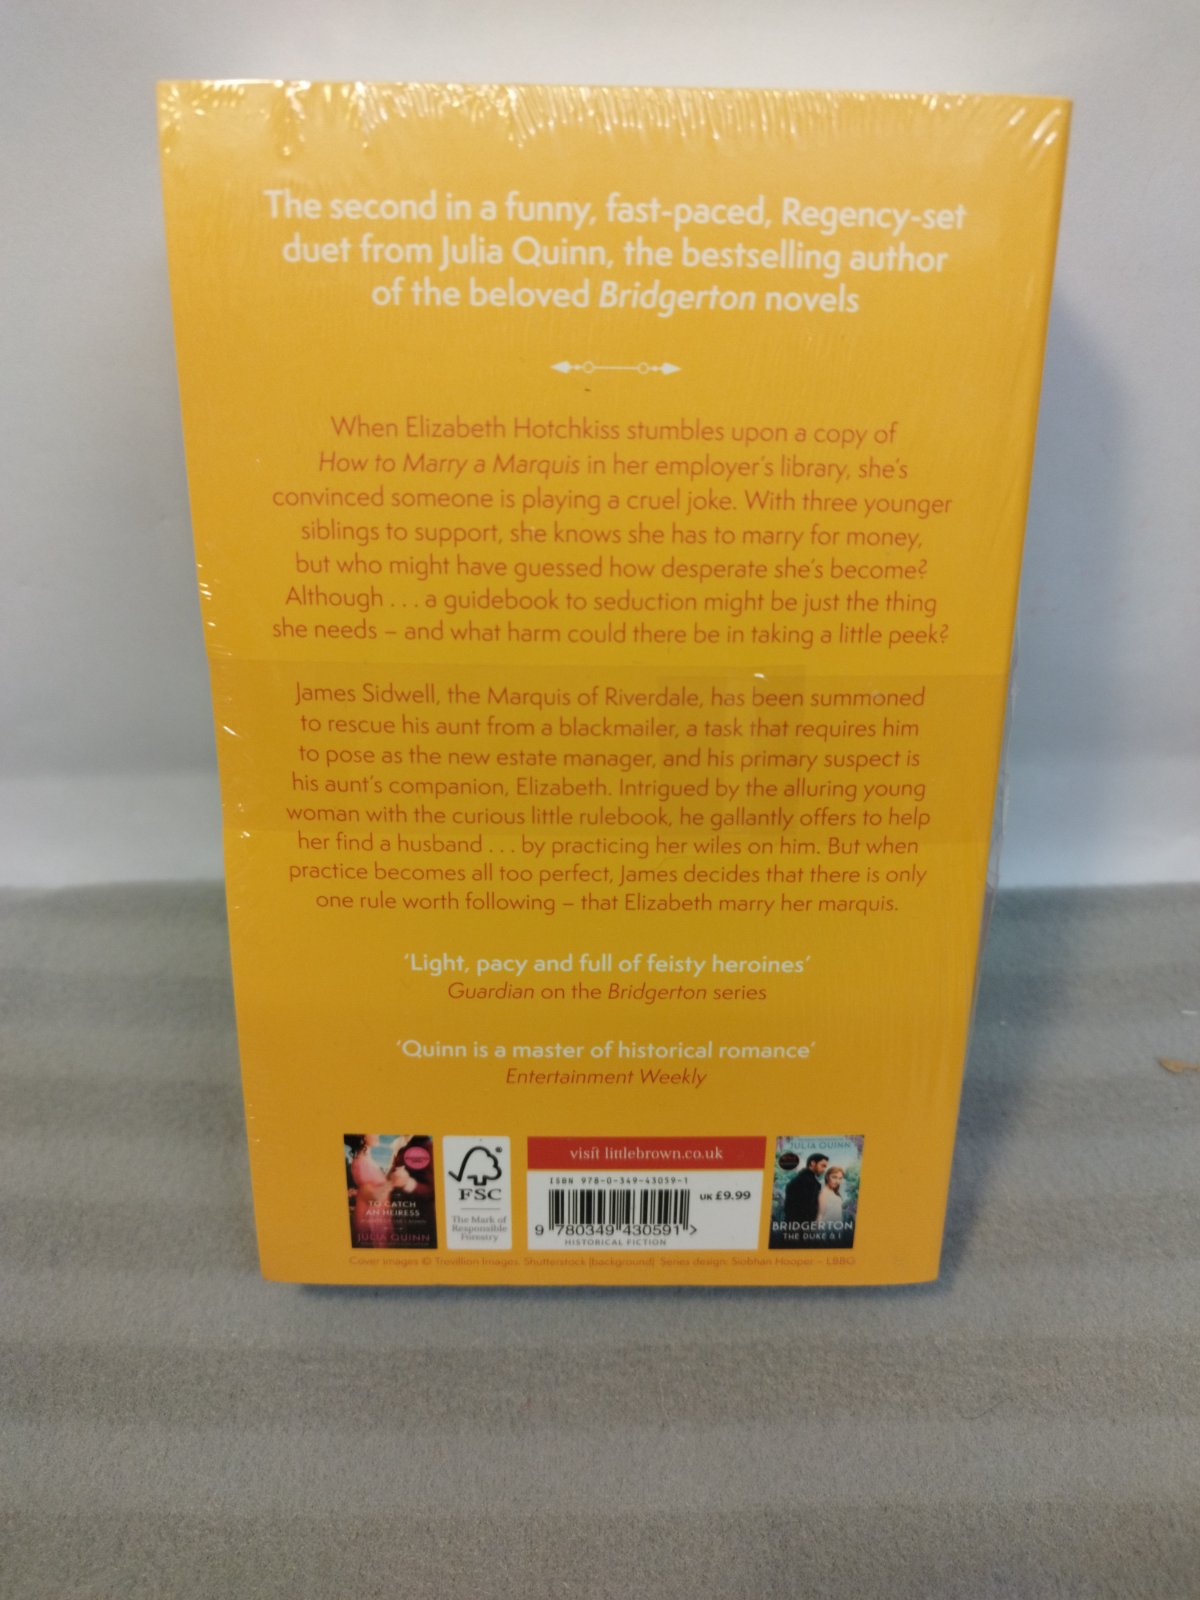 The second in a funny, fast-paced, Regency-set
duet from Julia Quinn, the bestselling author
of the beloved Bridgerton novels
When Elizabeth Hotchkiss stumbles upon a copy of
How to Marry a Marquis in her employer's library, she's
convinced someone is playing a cruel joke. With three younger
siblings to support, she knows she has to marry for money,
but who might have guessed how desperate she's become?
Although . . . a guidebook to seduction might be just the thing
she needs – and what harm could there be in taking a little peek?
James Sidwell, the Marquis of Riverdale, has been summoned
to rescue his aunt from a blackmailer, a task that requires him
to pose as the new estate manager, and his primary suspect is
his aunt's companion, Elizabeth. Intrigued by the alluring young
woman with the curious little rulebook, he gallantly offers to help
her find a husband . . . by practicing her wiles on him. But when
practice becomes all too perfect, James decides that there is only
one rule worth following – that Elizabeth marry her marquis.
'Light, pacy and full of feisty heroines'
Guardian on the Bridgerton series
'Quinn is a master of historical romance'
Entertainment Weekly
TO CATCH
AN HEIRESS
JULIA QUINN
FSC
The Mark of
Responsible
Forestry
visit littlebrown.co.uk
ISBN 978-0-349-43059-1
UK £9.99
9 780349 430591 >
HISTORICAL FICTION
JULIA QUINN
BRIDGERTON
THE DUKE & I
Cover images © Trevillion Images, Shutterstock (background) Series design: Siobhan Hooper – LBBG